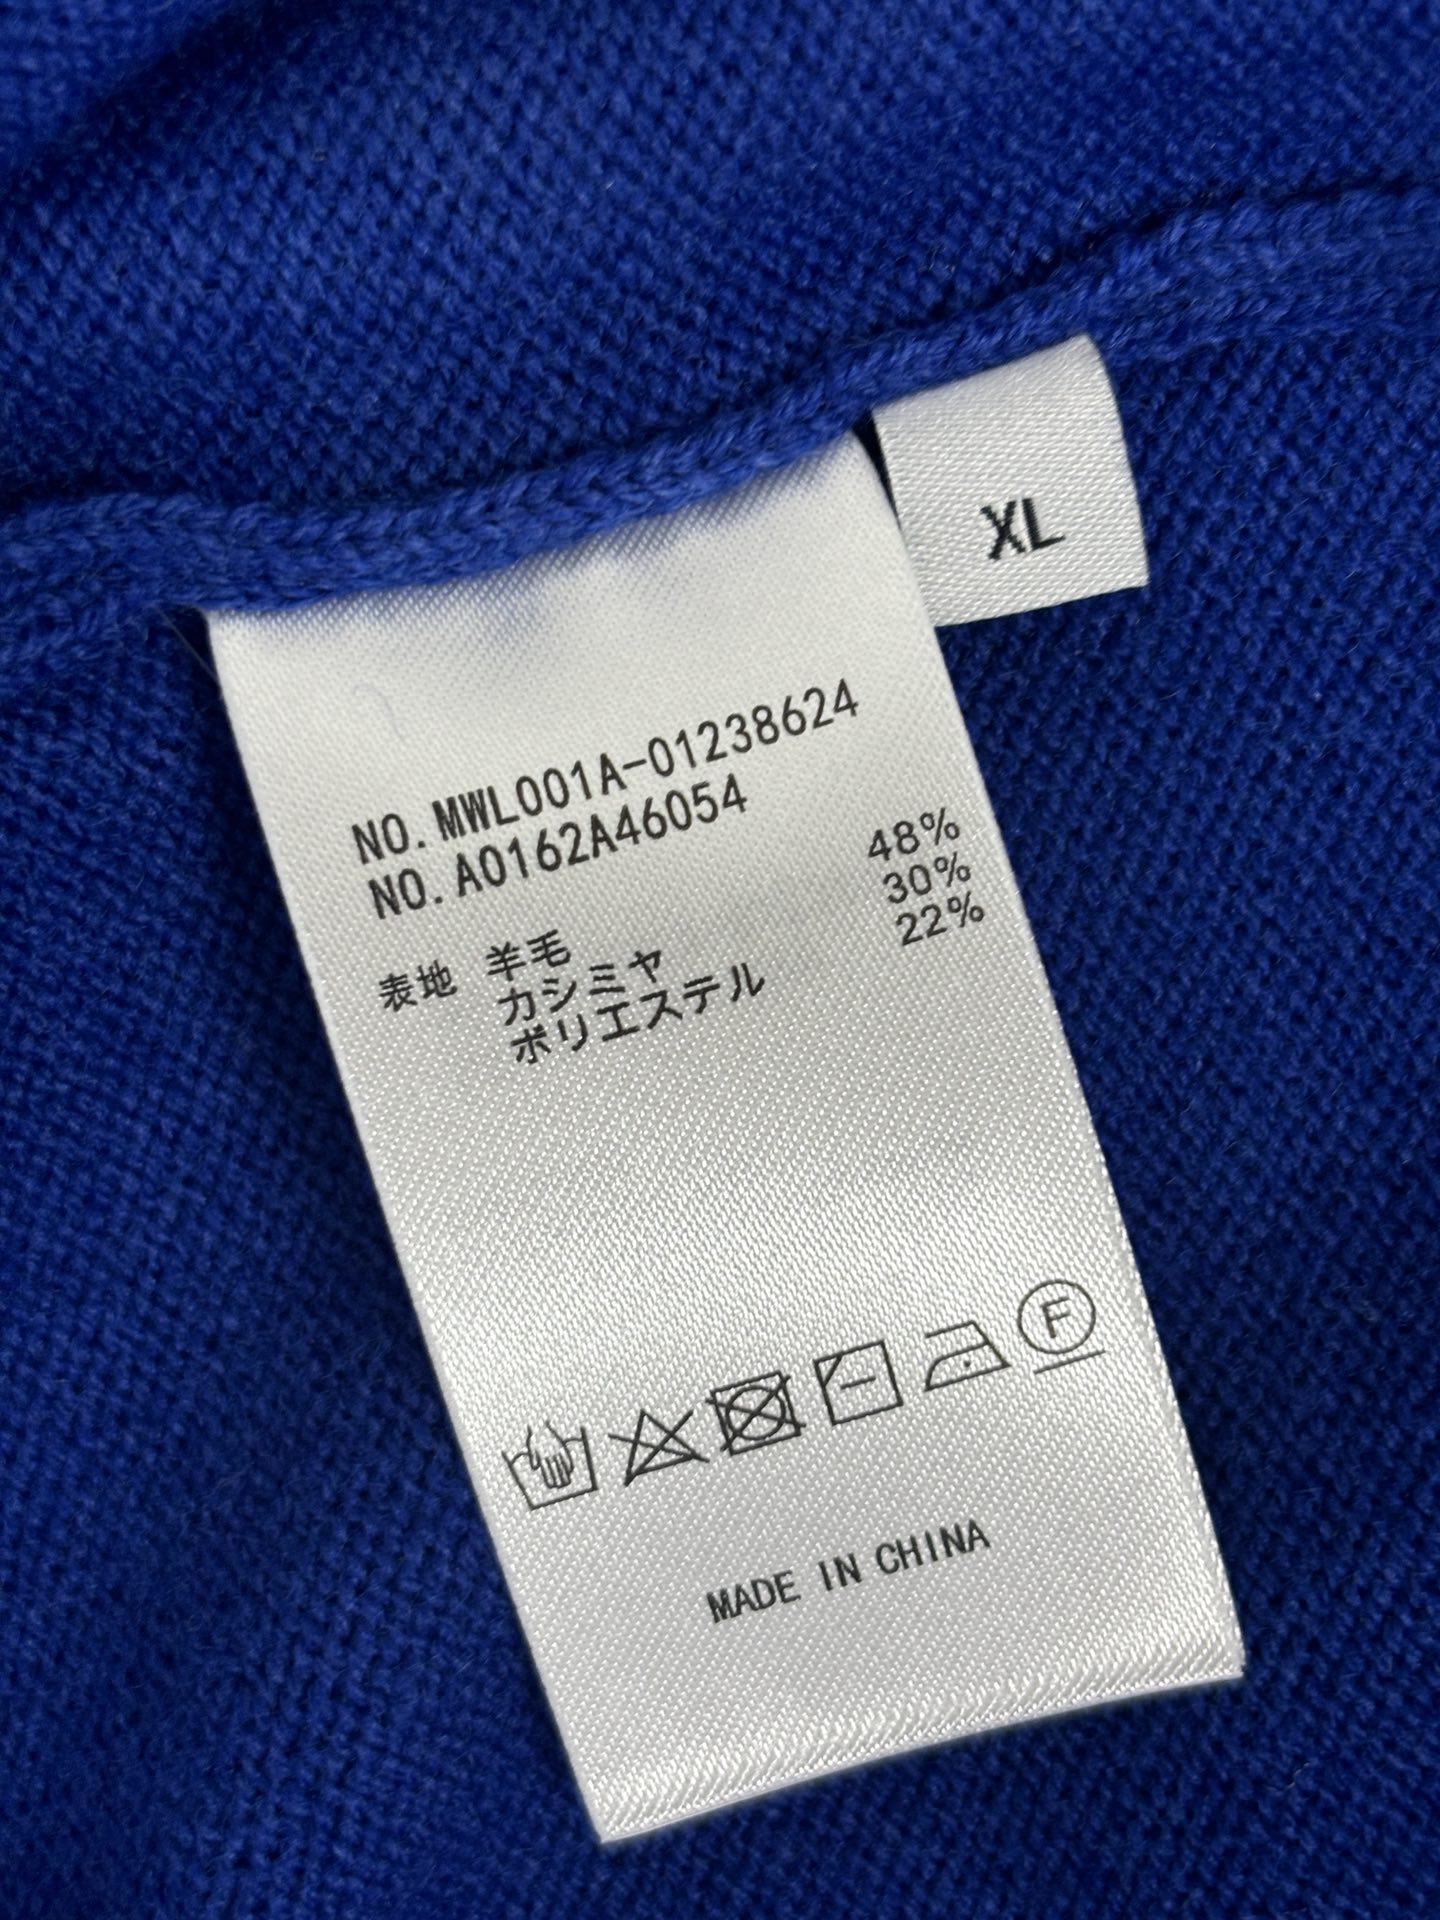 XL
NO. MWL001A-01238624
NO. A0162A46054
表地 羊毛 48%
カシミヤ 30%
ポリエステル 22%
F
MADE IN CHINA